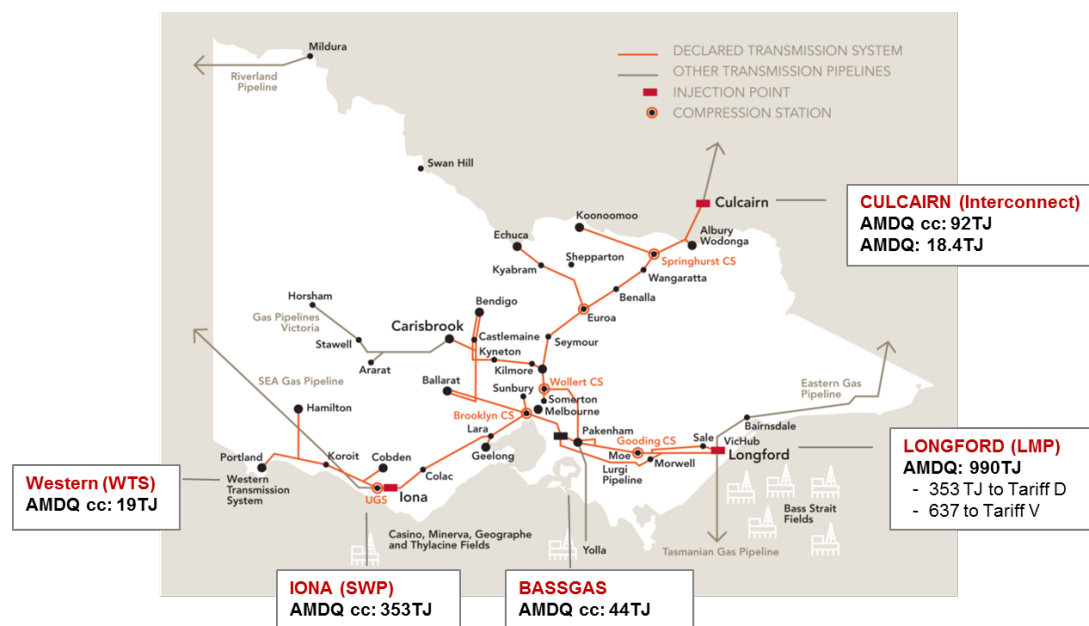 Mildura
Riverland
Pipeline
DECLARED TRANSMISSION SYSTEM
OTHER TRANSMISSION PIPELINES
INJECTION POINT
COMPRESSION STATION
Swan Hill
Culcairn
CULCAIRN (Interconnect)
AMDQ cc: 92TJ
AMDQ: 18.4TJ
Koonoomoo
Echuca
Albury
Wodonga
Shepparton
Springhurst CS
Kyabram
Wangaratta
Benalla
Horsham
Bendigo
Euroa
Gas Pipelines
Victoria
Carisbrook
Castlemaine
Seymour
Stawell
Kyneton
Ararat
Kilmore
SEA Gas Pipeline
Ballarat
Sunbury
Wollert CS
Somerton
Eastern Gas
Pipeline
Hamilton
Brooklyn CS
Melbourne
Bairnsdale
Lara
Pakenham
Gooding CS
Sale
VicHub
Portland
Koroit
Cobden
Geelong
Moe
Morwell
Longford
Lurgi
Pipeline
Western
Transmission
System
Colac
UGS
Iona
Bass Strait
Fields
Casino, Minerva, Geographe
and Thylacine Fields
Yolla
Tasmanian Gas Pipeline
LONGFORD (LMP)
AMDQ: 990TJ
- 353 TJ to Tariff D
- 637 to Tariff V
Western (WTS)
AMDQ cc: 19TJ
IONA (SWP)
AMDQ cc: 353TJ
BASSGAS
AMDQ cc: 44TJ